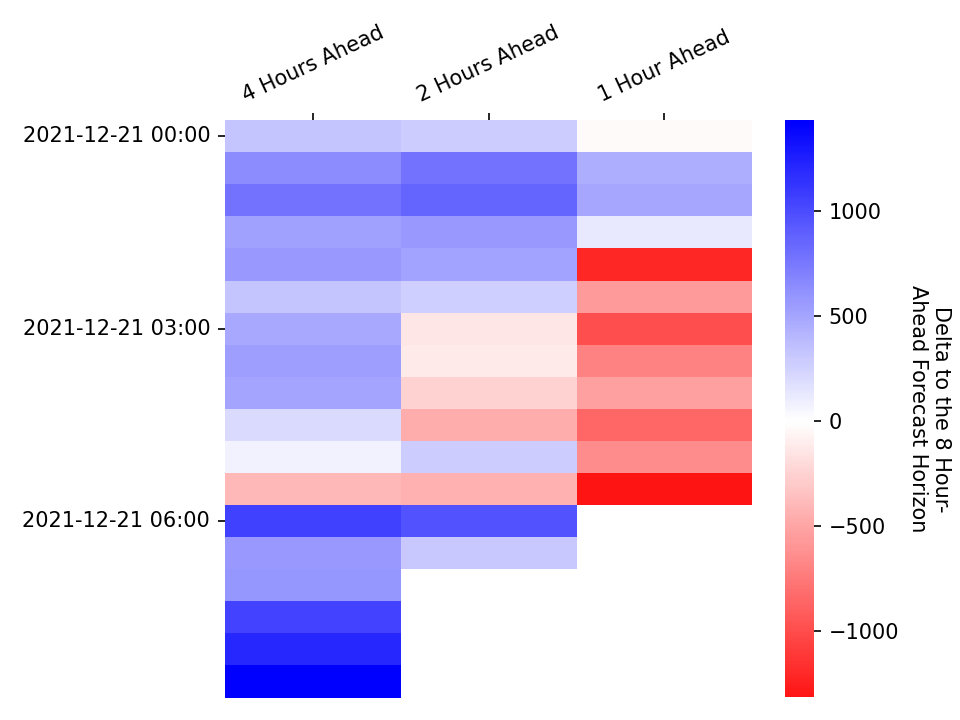 4 Hours Ahead
2 Hours Ahead
1 Hour Ahead
2021-12-21 00:00
2021-12-21 03:00
2021-12-21 06:00
1000
500
0
−500
−1000
Delta to the 8 Hour-
Ahead Forecast Horizon